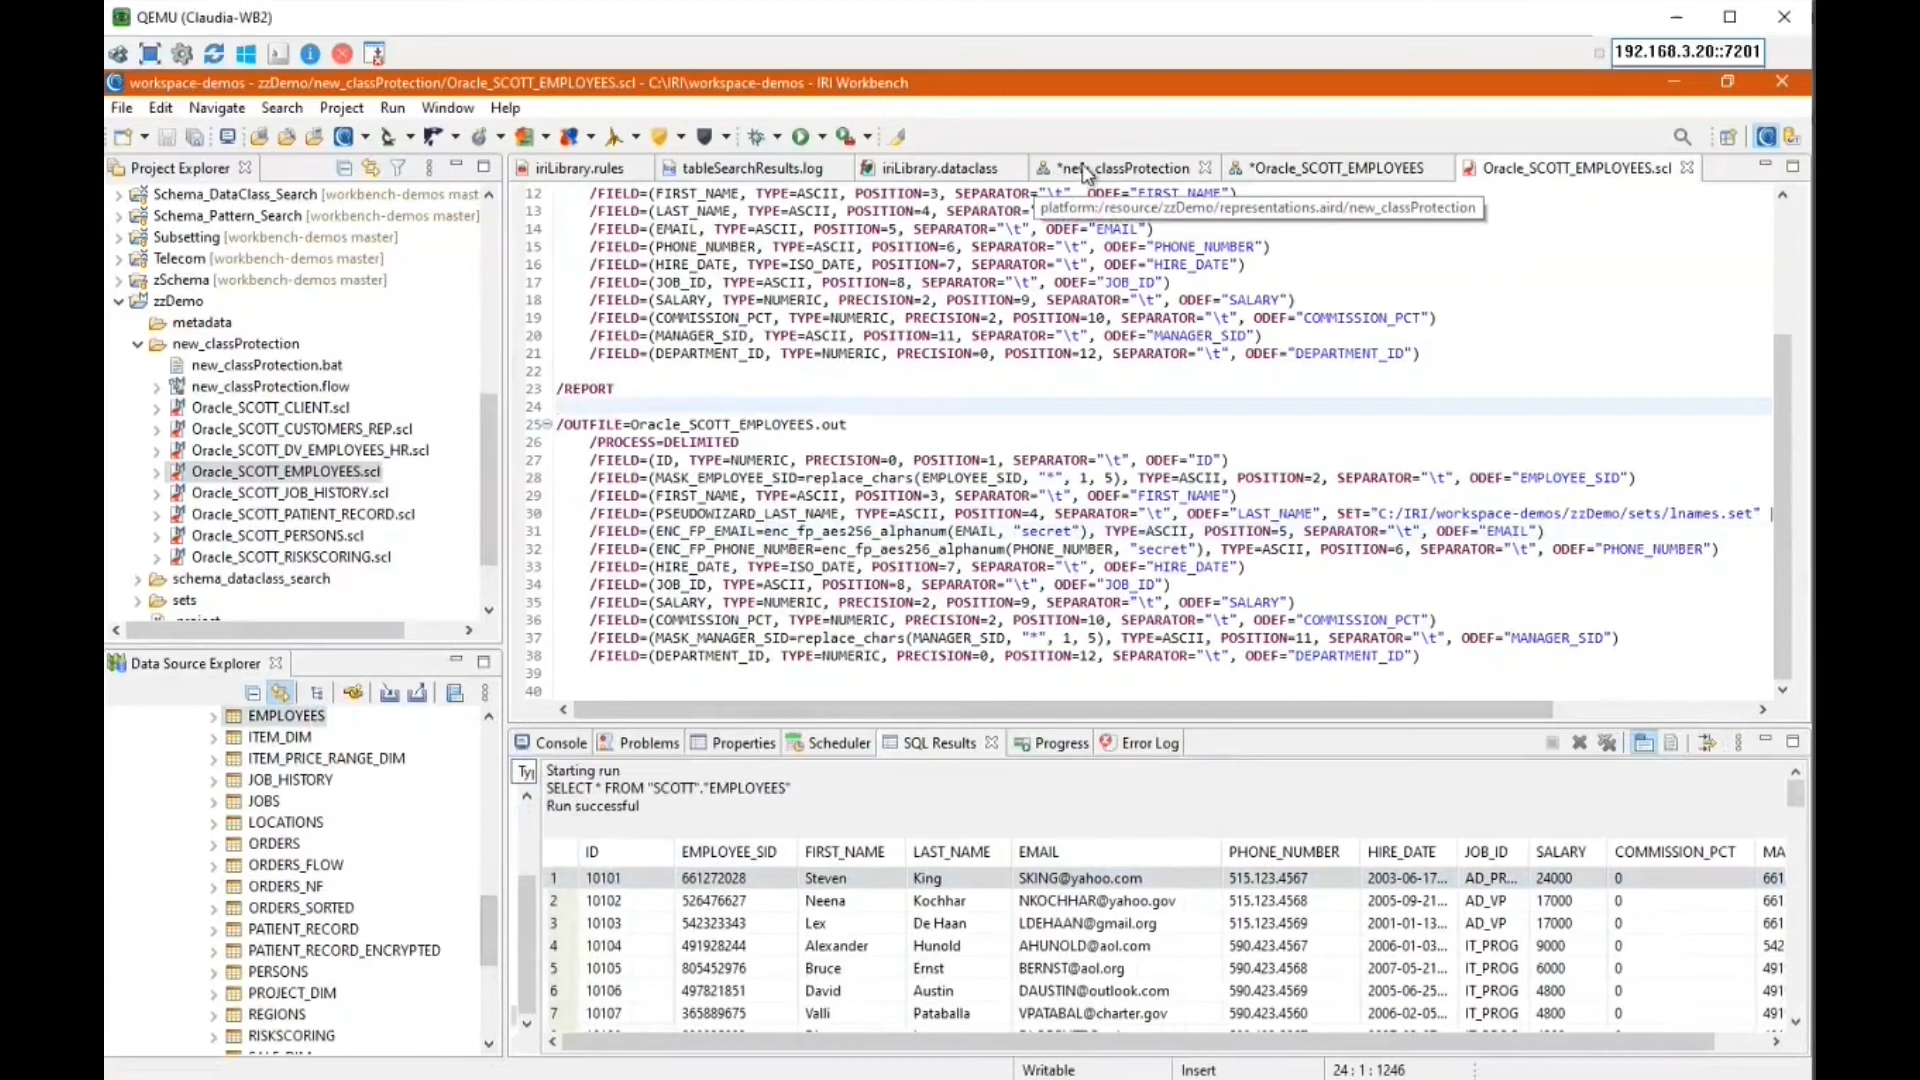 QEMU (Claudia-WB2)
192.168.3.20::7201
workspace-demos - zzDemo/new_classProtection/Oracle_SCOTT_EMPLOYEES.scl - C:\IRI\workspace-demos - IRI Workbench
File Edit Navigate Search Project Run Window Help
Project Explorer
Schema_DataClass_Search [workbench-demos mast
Schema_Pattern_Search [workbench-demos master]
Subsetting [workbench-demos master]
Telecom [workbench-demos master]
zSchema [workbench-demos master]
zzDemo
metadata
new_classProtection
new_classProtection.bat
new_classProtection.flow
Oracle_SCOTT_CLIENT.scl
Oracle_SCOTT_CUSTOMERS_REP.scl
Oracle_SCOTT_DV_EMPLOYEES_HR.scl
Oracle_SCOTT_EMPLOYEES.scl
Oracle_SCOTT_JOB_HISTORY.scl
Oracle_SCOTT_PATIENT_RECORD.scl
Oracle_SCOTT_PERSONS.scl
Oracle_SCOTT_RISKSCORING.scl
schema_dataclass_search
sets
Data Source Explorer
EMPLOYEES
ITEM_DIM
ITEM_PRICE_RANGE_DIM
JOB_HISTORY
JOBS
LOCATIONS
ORDERS
ORDERS_FLOW
ORDERS_NF
ORDERS_SORTED
PATIENT_RECORD
PATIENT_RECORD_ENCRYPTED
PERSONS
PROJECT_DIM
REGIONS
RISKSCORING
iriLibrary.rules tableSearchResults.log iriLibrary.dataclass *new_classProtection *Oracle_SCOTT_EMPLOYEES Oracle_SCOTT_EMPLOYEES.scl
platform:/resource/zzDemo/representations.aird/new_classProtection
12 /FIELD=(FIRST_NAME, TYPE=ASCII, POSITION=3, SEPARATOR="\t", ODEF="FIRST_NAME")
13 /FIELD=(LAST_NAME, TYPE=ASCII, POSITION=4, SEPARATOR=
14 /FIELD=(EMAIL, TYPE=ASCII, POSITION=5, SEPARATOR="\t", ODEF="EMAIL")
15 /FIELD=(PHONE_NUMBER, TYPE=ASCII, POSITION=6, SEPARATOR="\t", ODEF="PHONE_NUMBER")
16 /FIELD=(HIRE_DATE, TYPE=ISO_DATE, POSITION=7, SEPARATOR="\t", ODEF="HIRE_DATE")
17 /FIELD=(JOB_ID, TYPE=ASCII, POSITION=8, SEPARATOR="\t", ODEF="JOB_ID")
18 /FIELD=(SALARY, TYPE=NUMERIC, PRECISION=2, POSITION=9, SEPARATOR="\t", ODEF="SALARY")
19 /FIELD=(COMMISSION_PCT, TYPE=NUMERIC, PRECISION=2, POSITION=10, SEPARATOR="\t", ODEF="COMMISSION_PCT")
20 /FIELD=(MANAGER_SID, TYPE=ASCII, POSITION=11, SEPARATOR="\t", ODEF="MANAGER_SID")
21 /FIELD=(DEPARTMENT_ID, TYPE=NUMERIC, PRECISION=0, POSITION=12, SEPARATOR="\t", ODEF="DEPARTMENT_ID")
22
23 /REPORT
24
25 /OUTFILE=Oracle_SCOTT_EMPLOYEES.out
26 /PROCESS=DELIMITED
27 /FIELD=(ID, TYPE=NUMERIC, PRECISION=0, POSITION=1, SEPARATOR="\t", ODEF="ID")
28 /FIELD=(MASK_EMPLOYEE_SID=replace_chars(EMPLOYEE_SID, "*", 1, 5), TYPE=ASCII, POSITION=2, SEPARATOR="\t", ODEF="EMPLOYEE_SID")
29 /FIELD=(FIRST_NAME, TYPE=ASCII, POSITION=3, SEPARATOR="\t", ODEF="FIRST_NAME")
30 /FIELD=(PSEUDOWIZARD_LAST_NAME, TYPE=ASCII, POSITION=4, SEPARATOR="\t", ODEF="LAST_NAME", SET="C:/IRI/workspace-demos/zzDemo/sets/lnames.set"
31 /FIELD=(ENC_FP_EMAIL=enc_fp_aes256_alphanum(EMAIL, "secret"), TYPE=ASCII, POSITION=5, SEPARATOR="\t", ODEF="EMAIL")
32 /FIELD=(ENC_FP_PHONE_NUMBER=enc_fp_aes256_alphanum(PHONE_NUMBER, "secret"), TYPE=ASCII, POSITION=6, SEPARATOR="\t", ODEF="PHONE_NUMBER")
33 /FIELD=(HIRE_DATE, TYPE=ISO_DATE, POSITION=7, SEPARATOR="\t", ODEF="HIRE_DATE")
34 /FIELD=(JOB_ID, TYPE=ASCII, POSITION=8, SEPARATOR="\t", ODEF="JOB_ID")
35 /FIELD=(SALARY, TYPE=NUMERIC, PRECISION=2, POSITION=9, SEPARATOR="\t", ODEF="SALARY")
36 /FIELD=(COMMISSION_PCT, TYPE=NUMERIC, PRECISION=2, POSITION=10, SEPARATOR="\t", ODEF="COMMISSION_PCT")
37 /FIELD=(MASK_MANAGER_SID=replace_chars(MANAGER_SID, "*", 1, 5), TYPE=ASCII, POSITION=11, SEPARATOR="\t", ODEF="MANAGER_SID")
38 /FIELD=(DEPARTMENT_ID, TYPE=NUMERIC, PRECISION=0, POSITION=12, SEPARATOR="\t", ODEF="DEPARTMENT_ID")
39
40
Console Problems Properties Scheduler SQL Results Progress Error Log
Starting run
SELECT * FROM "SCOTT"."EMPLOYEES"
Run successful
ID EMPLOYEE_SID FIRST_NAME LAST_NAME EMAIL PHONE_NUMBER HIRE_DATE JOB_ID SALARY COMMISSION_PCT MA
1 10101 661272028 Steven King SKING@yahoo.com 515.123.4567 2003-06-17... AD_PR... 24000 0 661
2 10102 526476627 Neena Kochhar NKOCHHAR@yahoo.gov 515.123.4568 2005-09-21... AD_VP 17000 0 661
3 10103 542323343 Lex De Haan LDEHAAN@gmail.org 515.123.4569 2001-01-13... AD_VP 17000 0 661
4 10104 491928244 Alexander Hunold AHUNOLD@aol.com 590.423.4567 2006-01-03... IT_PROG 9000 0 542
5 10105 805452976 Bruce Ernst BERNST@aol.org 590.423.4568 2007-05-21... IT_PROG 6000 0 491
6 10106 497821851 David Austin DAUSTIN@outlook.com 590.423.4569 2005-06-25... IT_PROG 4800 0 491
7 10107 365889675 Valli Pataballa VPATABAL@charter.gov 590.423.4560 2006-02-05... IT_PROG 4800 0 491
Writable Insert 24 : 1 : 1246